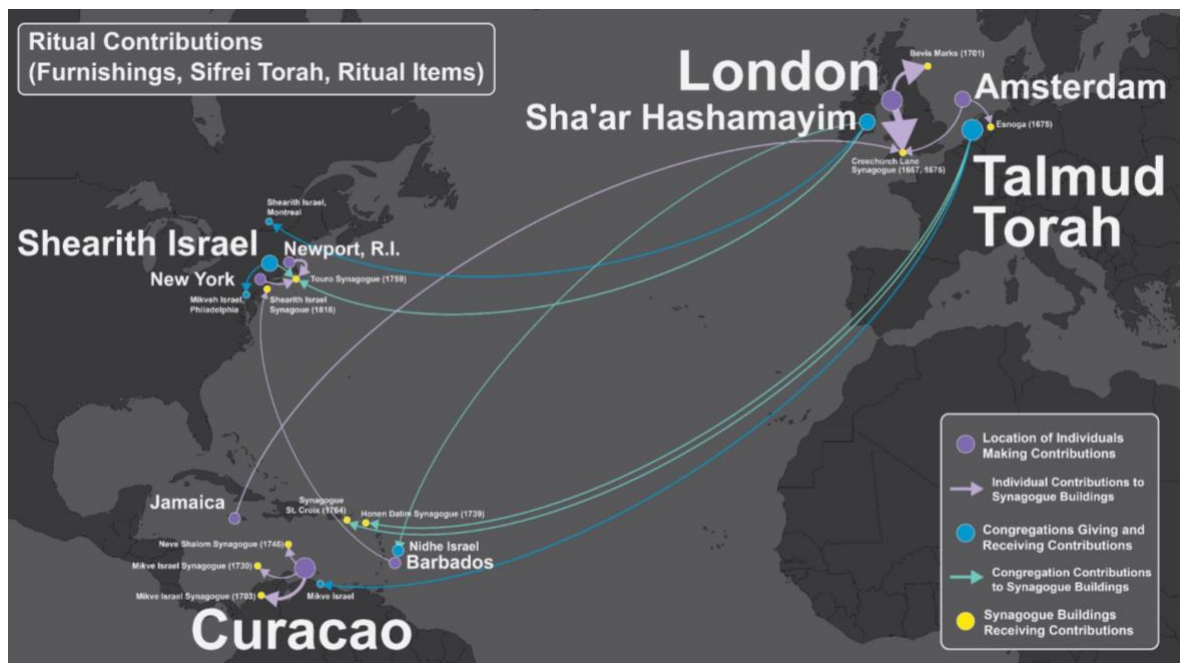 Ritual Contributions
(Furnishings, Sifrei Torah, Ritual Items)
London
Sha'ar Hashamayim
Bevis Marks (1701)
Amsterdam
Esnoga (1675)
Creechurch Lane
Synagogue (1657, 1675)
Talmud
Torah
Shearith Israel,
Montreal
Shearith Israel
Newport, R.I.
New York
Touro Synagogue (1759)
Mikveh Israel,
Philadelphia
Shearith Israel
Synagoue (1818)
Jamaica
Synagogue
St. Croix (1764)
Honen Dalim Synagogue (1739)
Nidhe Israel
Barbados
Neve Shalom Synagogue (1746)
Mikve Israel Synagogue (1730)
Mikve Israel Synagogue (1703)
Mikve Israel
Curacao
Location of Individuals
Making Contributions
Individual Contributions to
Synagogue Buildings
Congregations Giving and
Receiving Contributions
Congregation Contributions
to Synagogue Buildings
Synagogue Buildings
Receiving Contributions